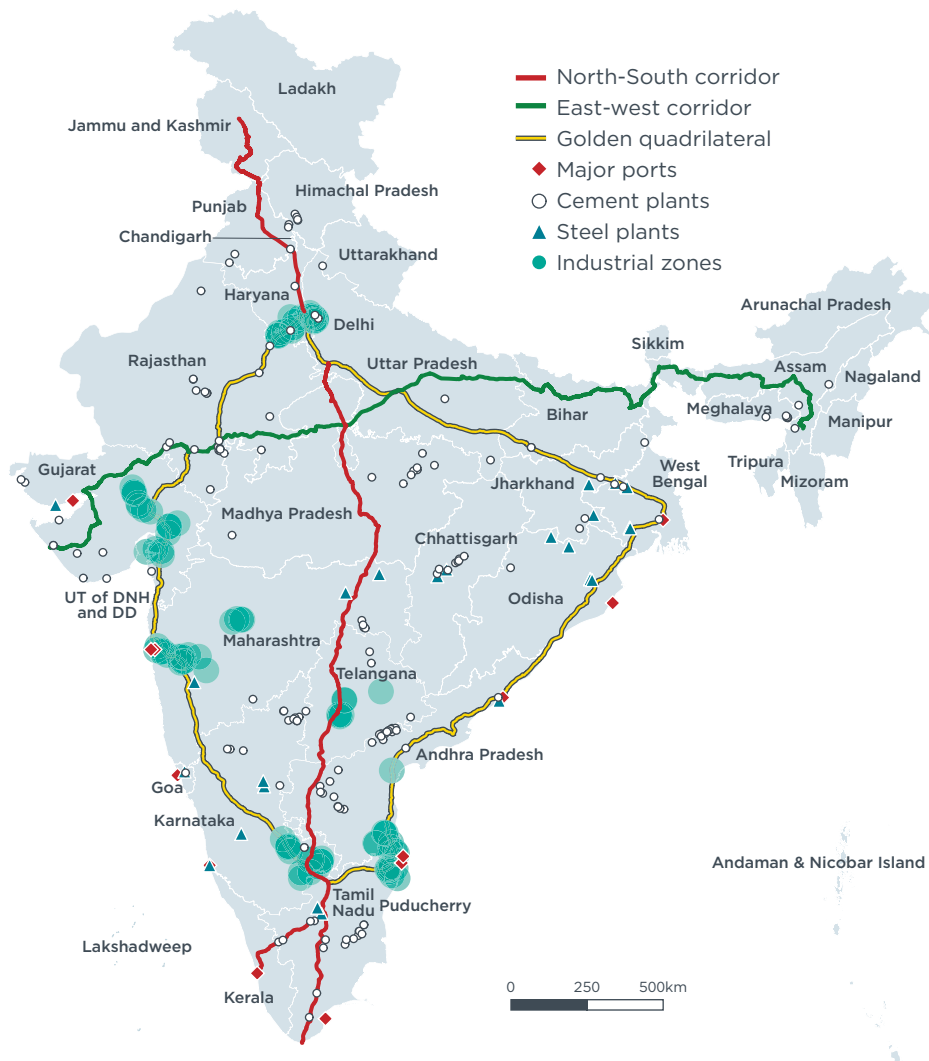 Ladakh
North-South corridor
East-west corridor
Golden quadrilateral
Major ports
Cement plants
Steel plants
Industrial zones
Jammu and Kashmir
Himachal Pradesh
Punjab
Chandigarh
Uttarakhand
Haryana
Delhi
Arunachal Pradesh
Sikkim
Rajasthan
Uttar Pradesh
Assam
Nagaland
Meghalaya
Bihar
Manipur
Gujarat
Tripura
West
Bengal
Jharkhand
Mizoram
Madhya Pradesh
Chhattisgarh
UT of DNH
and DD
Odisha
Maharashtra
Telangana
Andhra Pradesh
Goa
Karnataka
Andaman & Nicobar Island
Tamil
Nadu
Puducherry
Lakshadweep
Kerala
0 250 500km